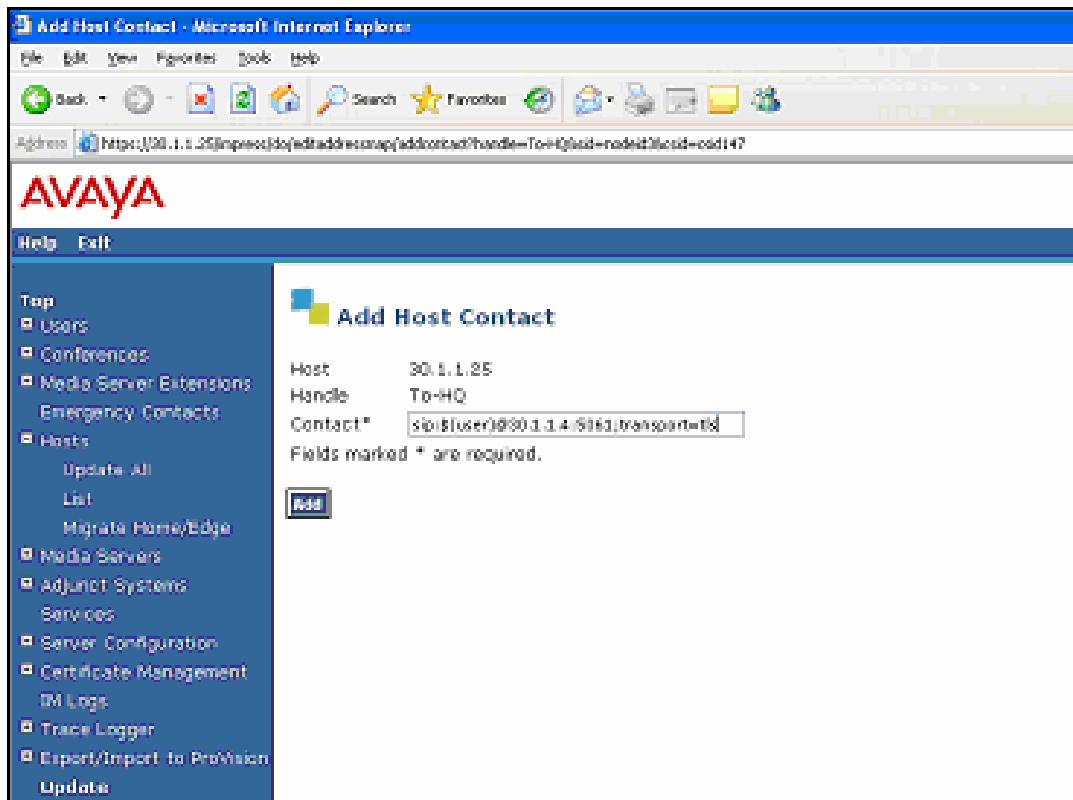 Add Host Contact - Microsoft Internet Explorer
File Edit View Favorites Tools Help
Back Search Favorites
Address https://30.1.1.25/impress/do/editaddressmap/addcontact?handle=To-HQ&sid=nodeid3&csid=csid147
AVAYA
Help Exit
Top
Users
Conferences
Media Server Extensions
Emergency Contacts
Hosts
Update All
List
Migrate Home/Edge
Media Servers
Adjunct Systems
Services
Server Configuration
Certificate Management
IM Logs
Trace Logger
Export/Import to ProVision
Update
Add Host Contact
Host 30.1.1.25
Handle To-HQ
Contact* sip:$(user)@30.1.1.4:5061;transport=tls
Fields marked * are required.
Add